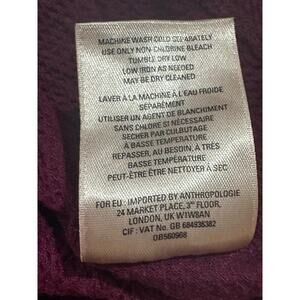 MACHINE WASH COLD SEPARATELY
USE ONLY NON-CHLORINE BLEACH
TUMBLE DRY LOW
LOW IRON AS NEEDED
MAY BE DRY CLEANED
LAVER À LA MACHINE À L'EAU FROIDE
SÉPARÉMENT
UTILISER UN AGENT DE BLANCHIMENT
SANS CHLORE SI NÉCESSAIRE
SECHER PAR CULBUTAGE
À BASSE TEMPÉRATURE
REPASSER, AU BESOIN, À TRÈS
BASSE TEMPÉRATURE
PEUT-ÊTRE ÊTRE NETTOYER À SEC
FOR EU: IMPORTED BY ANTHROPOLOGIE
24 MARKET PLACE, 3RD FLOOR,
LONDON, UK W1W8AN
CIF: VAT No. GB 684936382
OB560968